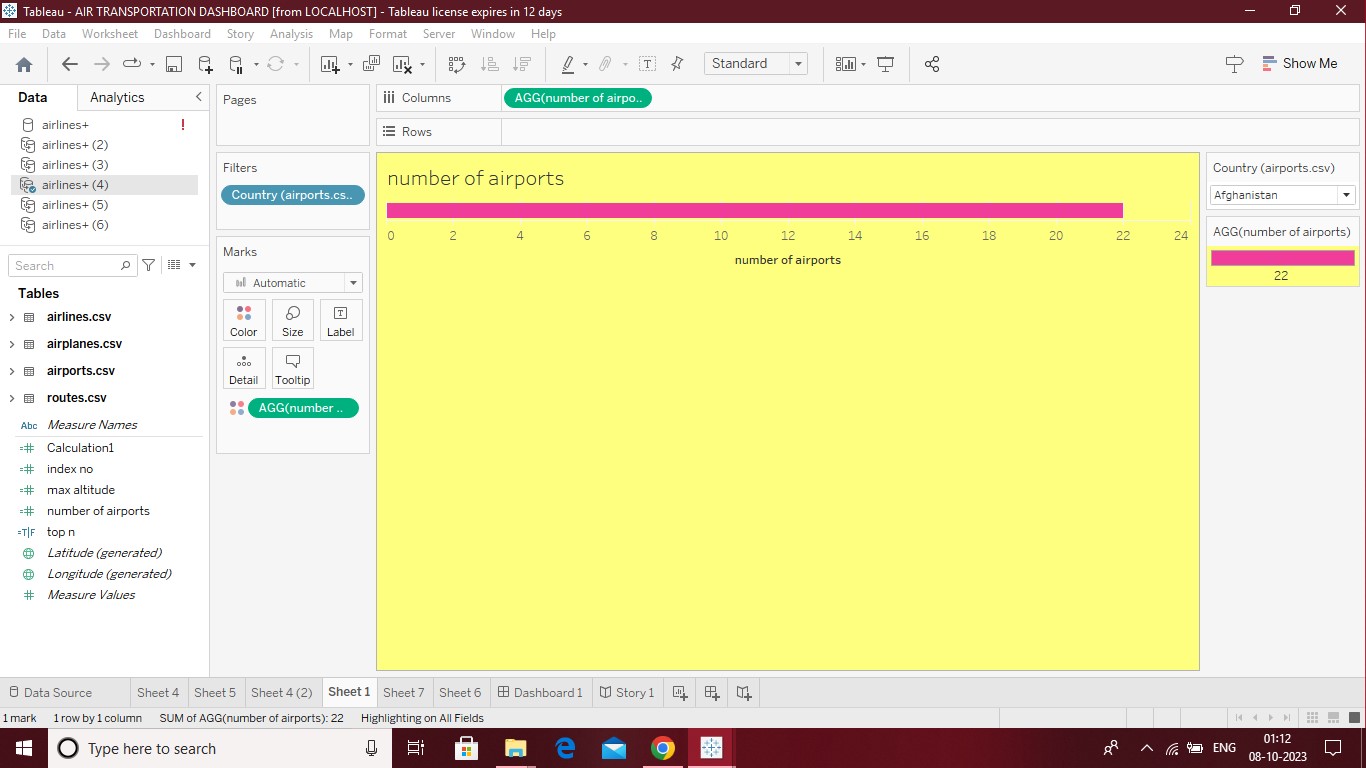 Tableau - AIR TRANSPORTATION DASHBOARD [from LOCALHOST] - Tableau license expires in 12 days
File Data Worksheet Dashboard Story Analysis Map Format Server Window Help
Standard
Show Me
Data Analytics
airlines+ !
airlines+ (2)
airlines+ (3)
airlines+ (4)
airlines+ (5)
airlines+ (6)
Search
Tables
airlines.csv
airplanes.csv
airports.csv
routes.csv
Abc Measure Names
Calculation1
index no
max altitude
number of airports
=T|F top n
Latitude (generated)
Longitude (generated)
Measure Values
Pages
Filters
Country (airports.cs..
Marks
Automatic
Color Size Label
Detail Tooltip
AGG(number ..
Columns AGG(number of airpo..
Rows
number of airports
0 2 4 6 8 10 12 14 16 18 20 22 24
number of airports
Country (airports.csv)
Afghanistan
AGG(number of airports)
22
Data Source Sheet 4 Sheet 5 Sheet 4 (2) Sheet 1 Sheet 7 Sheet 6 Dashboard 1 Story 1
1 mark 1 row by 1 column SUM of AGG(number of airports): 22 Highlighting on All Fields
Type here to search
ENG
01:12
08-10-2023